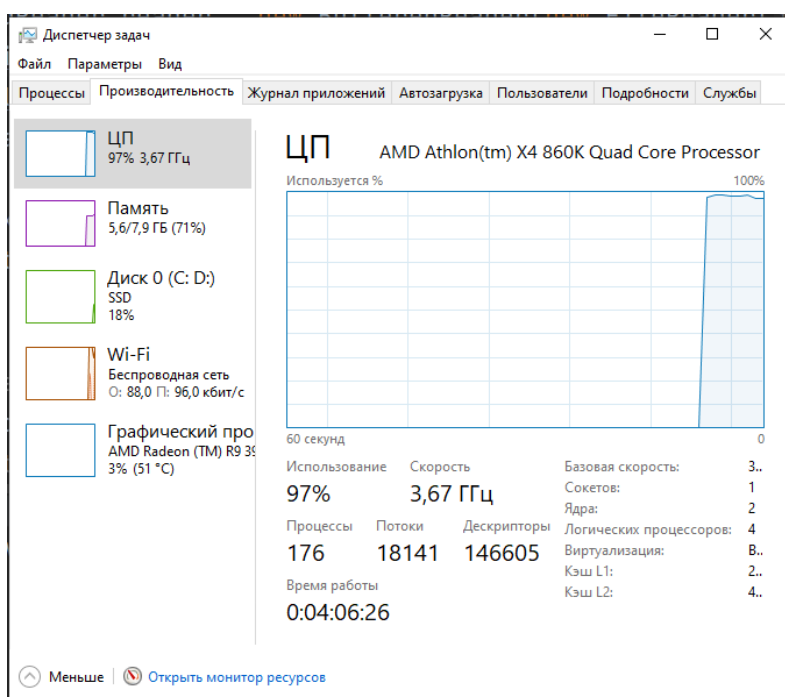 Диспетчер задач
Файл Параметры Вид
Процессы Производительность Журнал приложений Автозагрузка Пользователи Подробности Службы
ЦП
97% 3,67 ГГц
Память
5,6/7,9 ГБ (71%)
Диск 0 (C: D:)
SSD
18%
Wi-Fi
Беспроводная сеть
О: 88,0 П: 96,0 кбит/с
Графический про
AMD Radeon (TM) R9 39
3% (51 °C)
ЦП AMD Athlon(tm) X4 860K Quad Core Processor
Используется % 100%
60 секунд 0
Использование Скорость
97% 3,67 ГГц
Процессы Потоки Дескрипторы
176 18141 146605
Время работы
0:04:06:26
Базовая скорость: 3..
Сокетов: 1
Ядра: 2
Логических процессоров: 4
Виртуализация: В..
Кэш L1: 2..
Кэш L2: 4..
Меньше Открыть монитор ресурсов